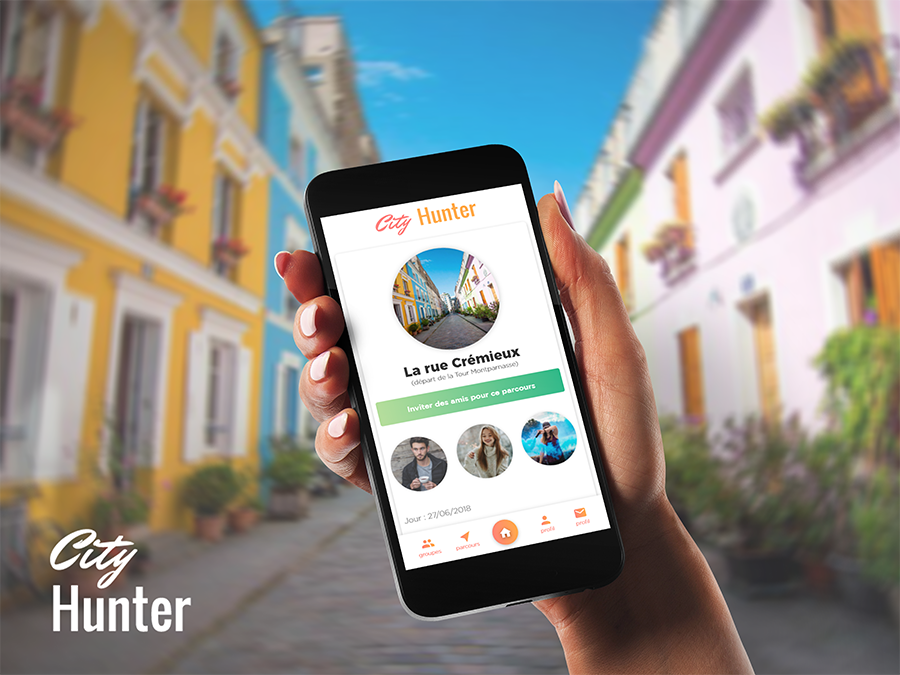 City Hunter
La rue Crémieux
(départ de la Tour Montparnasse)
Inviter des amis pour ce parcours
Jour : 27/06/2018
groupes
parcours
profil
profil
City
Hunter